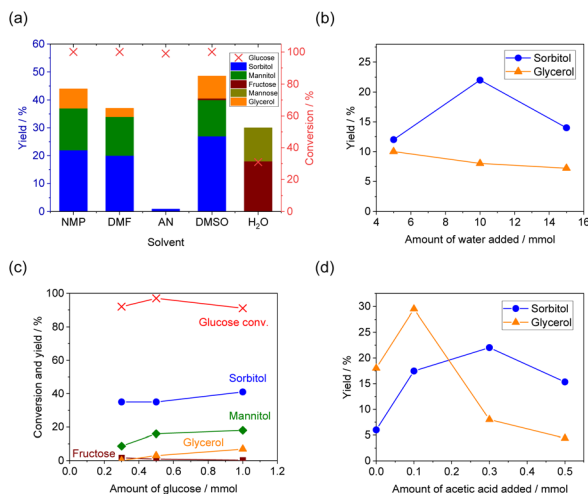 (a)
Yield / %
60
50
40
30
20
10
0
Glucose
Sorbitol
Mannitol
Fructose
Mannose
Glycerol
100
80
60
40
20
0
Conversion / %
NMP DMF AN DMSO H₂O
Solvent
(b)
Yield / %
25
20
15
10
5
0
Sorbitol
Glycerol
4 6 8 10 12 14 16
Amount of water added / mmol
(c)
Conversion and yield / %
100
80
60
40
20
0
Glucose conv.
Sorbitol
Mannitol
Glycerol
Fructose
0.0 0.2 0.4 0.6 0.8 1.0 1.2
Amount of glucose / mmol
(d)
Yield / %
30
25
20
15
10
5
0
Sorbitol
Glycerol
0.0 0.1 0.2 0.3 0.4 0.5
Amount of acetic acid added / mmol